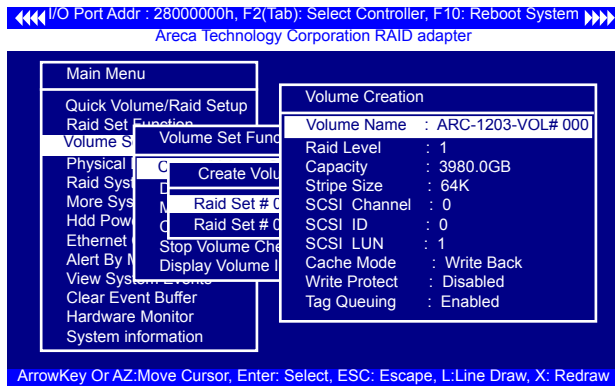 I/O Port Addr : 28000000h, F2(Tab): Select Controller, F10: Reboot System
Areca Technology Corporation RAID adapter
Main Menu
Quick Volume/Raid Setup
Raid Set Function
Volume S
Physical
Raid Syst
More Sys
Hdd Pow
Ethernet
Alert By M
View System Events
Clear Event Buffer
Hardware Monitor
System information
Volume Set Func
C
D
M
C
Stop Volume Che
Display Volume I
Create Volu
Raid Set # 0
Raid Set # 0
Volume Creation
Volume Name : ARC-1203-VOL# 000
Raid Level : 1
Capacity : 3980.0GB
Stripe Size : 64K
SCSI Channel : 0
SCSI ID : 0
SCSI LUN : 1
Cache Mode : Write Back
Write Protect : Disabled
Tag Queuing : Enabled
ArrowKey Or AZ:Move Cursor, Enter: Select, ESC: Escape, L:Line Draw, X: Redraw